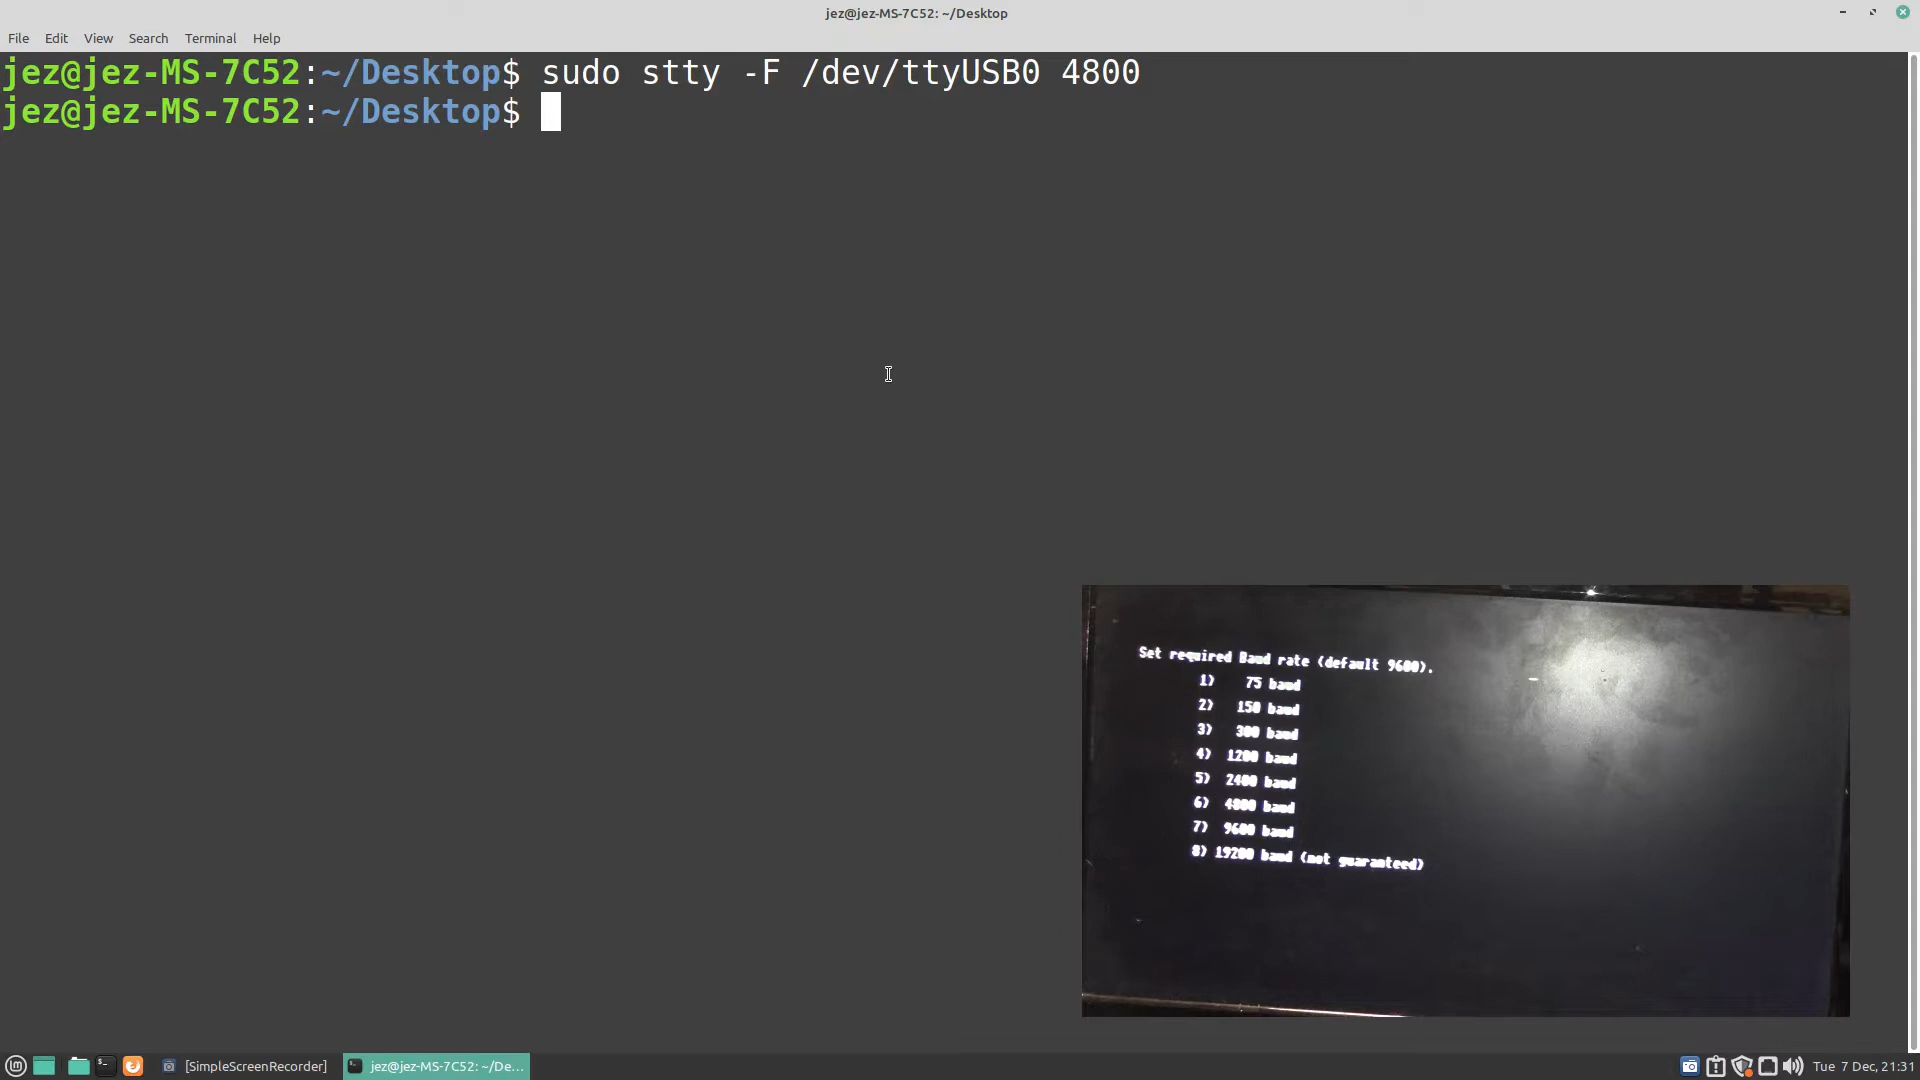 jez@jez-MS-7C52: ~/Desktop
File Edit View Search Terminal Help
jez@jez-MS-7C52:~/Desktop$ sudo stty -F /dev/ttyUSB0 4800
jez@jez-MS-7C52:~/Desktop$
Set required Baud rate (default 9600).
1) 75 baud
2) 150 baud
3) 300 baud
4) 1200 baud
5) 2400 baud
6) 4800 baud
7) 9600 baud
8) 19200 baud (not guaranteed)
[SimpleScreenRecorder] jez@jez-MS-7C52: ~/De... Tue 7 Dec, 21:31